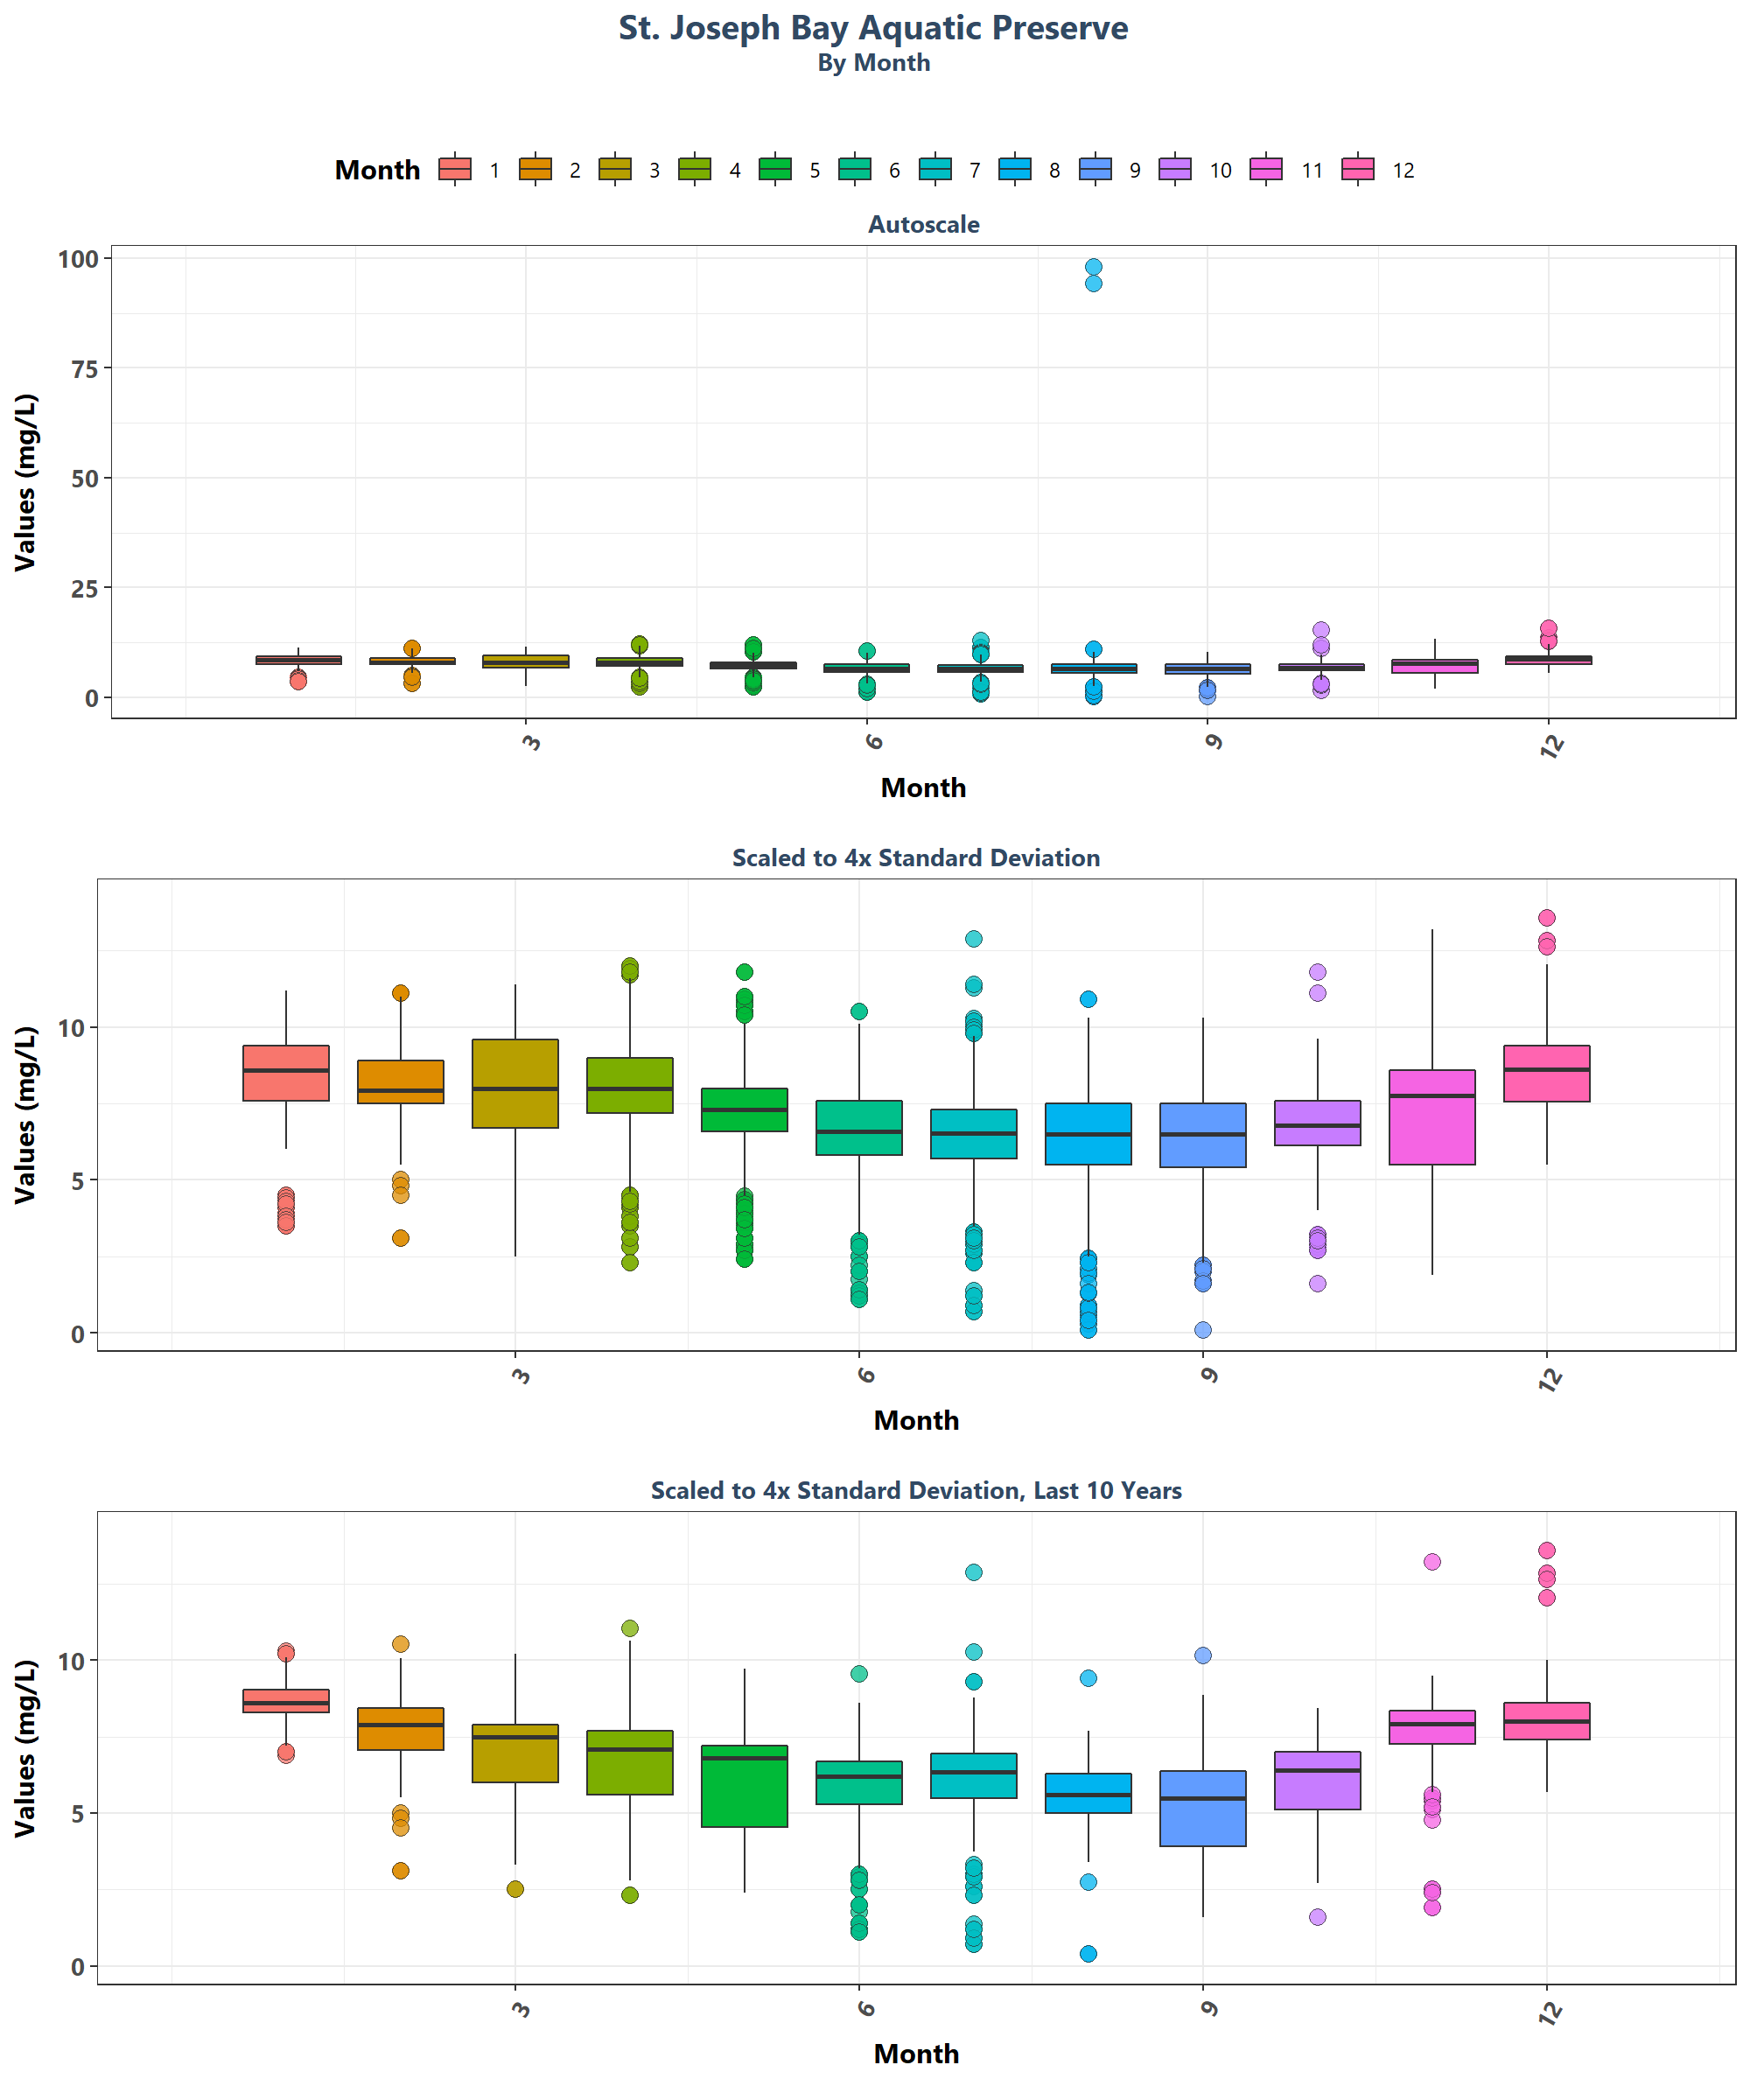 St. Joseph Bay Aquatic Preserve
By Month
Month 1 2 3 4 5 6 7 8 9 10 11 12
Autoscale
Values (mg/L)
100
75
50
25
0
3 6 9 12
Month
Scaled to 4x Standard Deviation
Values (mg/L)
10
5
0
3 6 9 12
Month
Scaled to 4x Standard Deviation, Last 10 Years
Values (mg/L)
10
5
0
3 6 9 12
Month